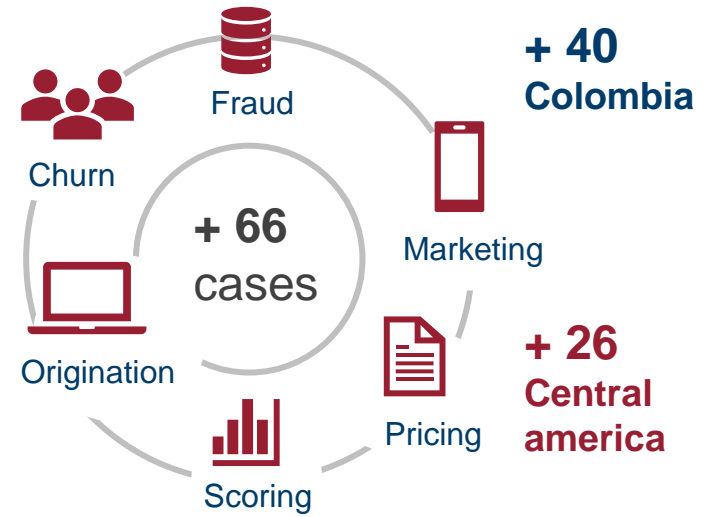 + 40
Colombia
Fraud
Churn
+ 66
cases
Marketing
Origination
+ 26
Central
america
Pricing
Scoring